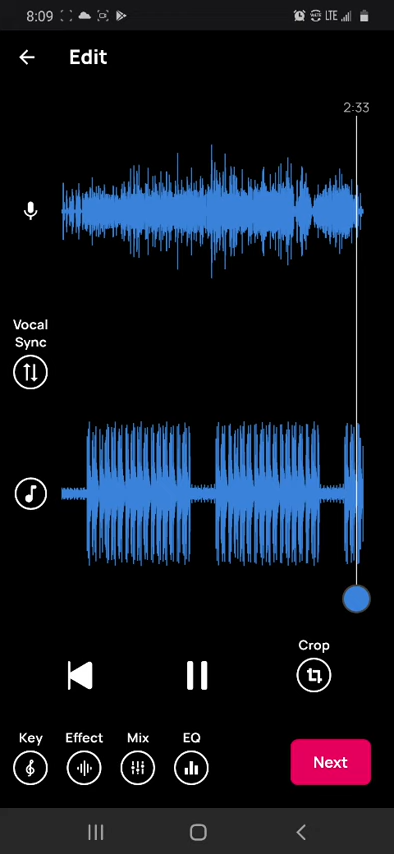 8:09
LTE
Edit
2:33
Vocal
Sync
Crop
Key
Effect
Mix
EQ
Next